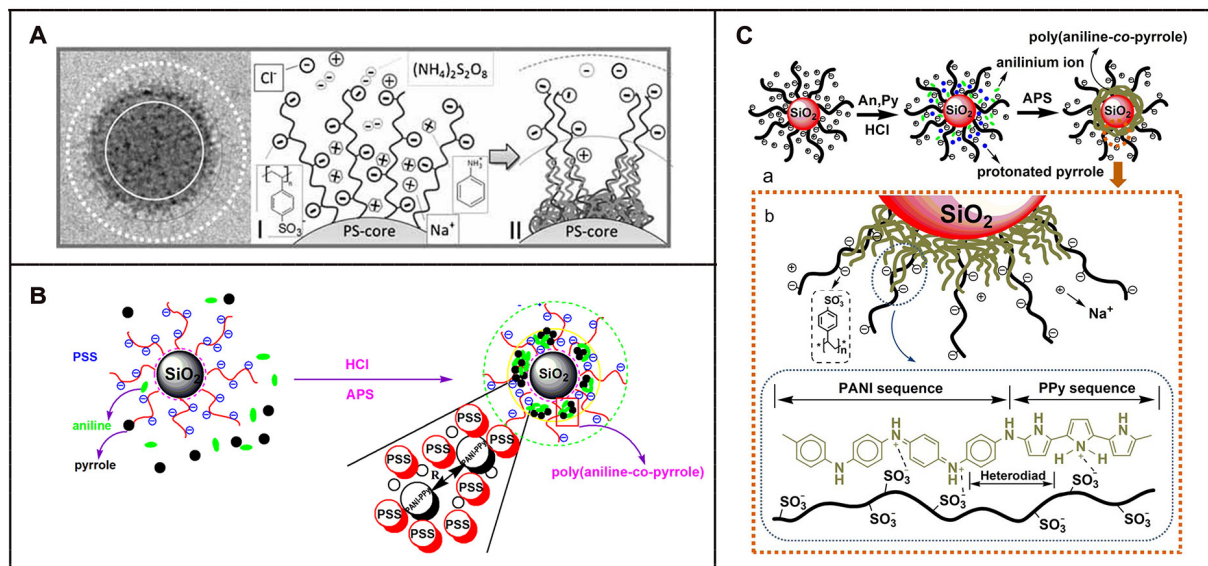 A
Cl⁻
(NH₄)₂S₂O₈
NH₃⁺
n
SO₃⁻
I
PS-core
Na⁺
II
PS-core
B
PSS
SiO₂
aniline
pyrrole
HCl
APS
SiO₂
poly(aniline-co-pyrrole)
PSS
PSS
PSS
PSS
PANI-PPy
R
PSS
PSS
PANI-PPy
PSS
PSS
PSS
C
poly(aniline-co-pyrrole)
anilinium ion
SiO₂
An,Py
HCl
SiO₂
APS
SiO₂
protonated pyrrole
a
b
SiO₂
SO₃⁻
* n *
Na⁺
PANI sequence
PPy sequence
H
N
H
N
H
N
H
N
+
N
H
N
H
+
N
H
H
N
+
Heterodiad
SO₃⁻
SO₃⁻
SO₃⁻
SO₃⁻
SO₃⁻
SO₃⁻
SO₃⁻